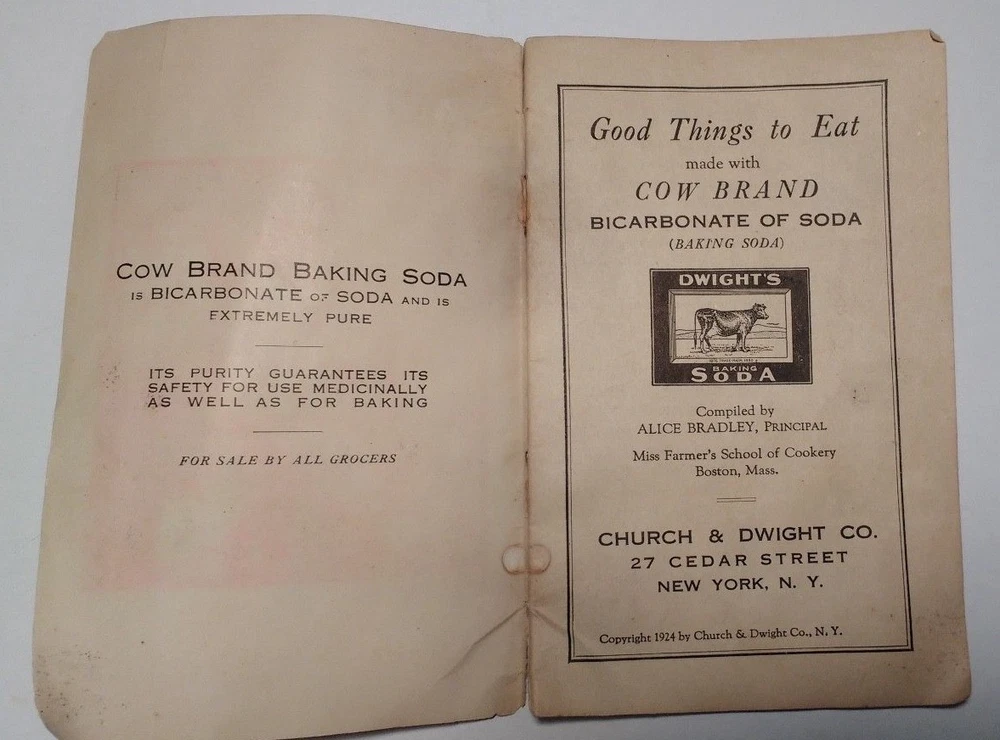 COW BRAND BAKING SODA
IS BICARBONATE OF SODA AND IS
EXTREMELY PURE
ITS PURITY GUARANTEES ITS
SAFETY FOR USE MEDICINALLY
AS WELL AS FOR BAKING
FOR SALE BY ALL GROCERS
Good Things to Eat
made with
COW BRAND
BICARBONATE OF SODA
(BAKING SODA)
DWIGHT'S
BAKING
SODA
Compiled by
ALICE BRADLEY, PRINCIPAL
Miss Farmer's School of Cookery
Boston, Mass.
CHURCH & DWIGHT CO.
27 CEDAR STREET
NEW YORK, N. Y.
Copyright 1924 by Church & Dwight Co., N. Y.